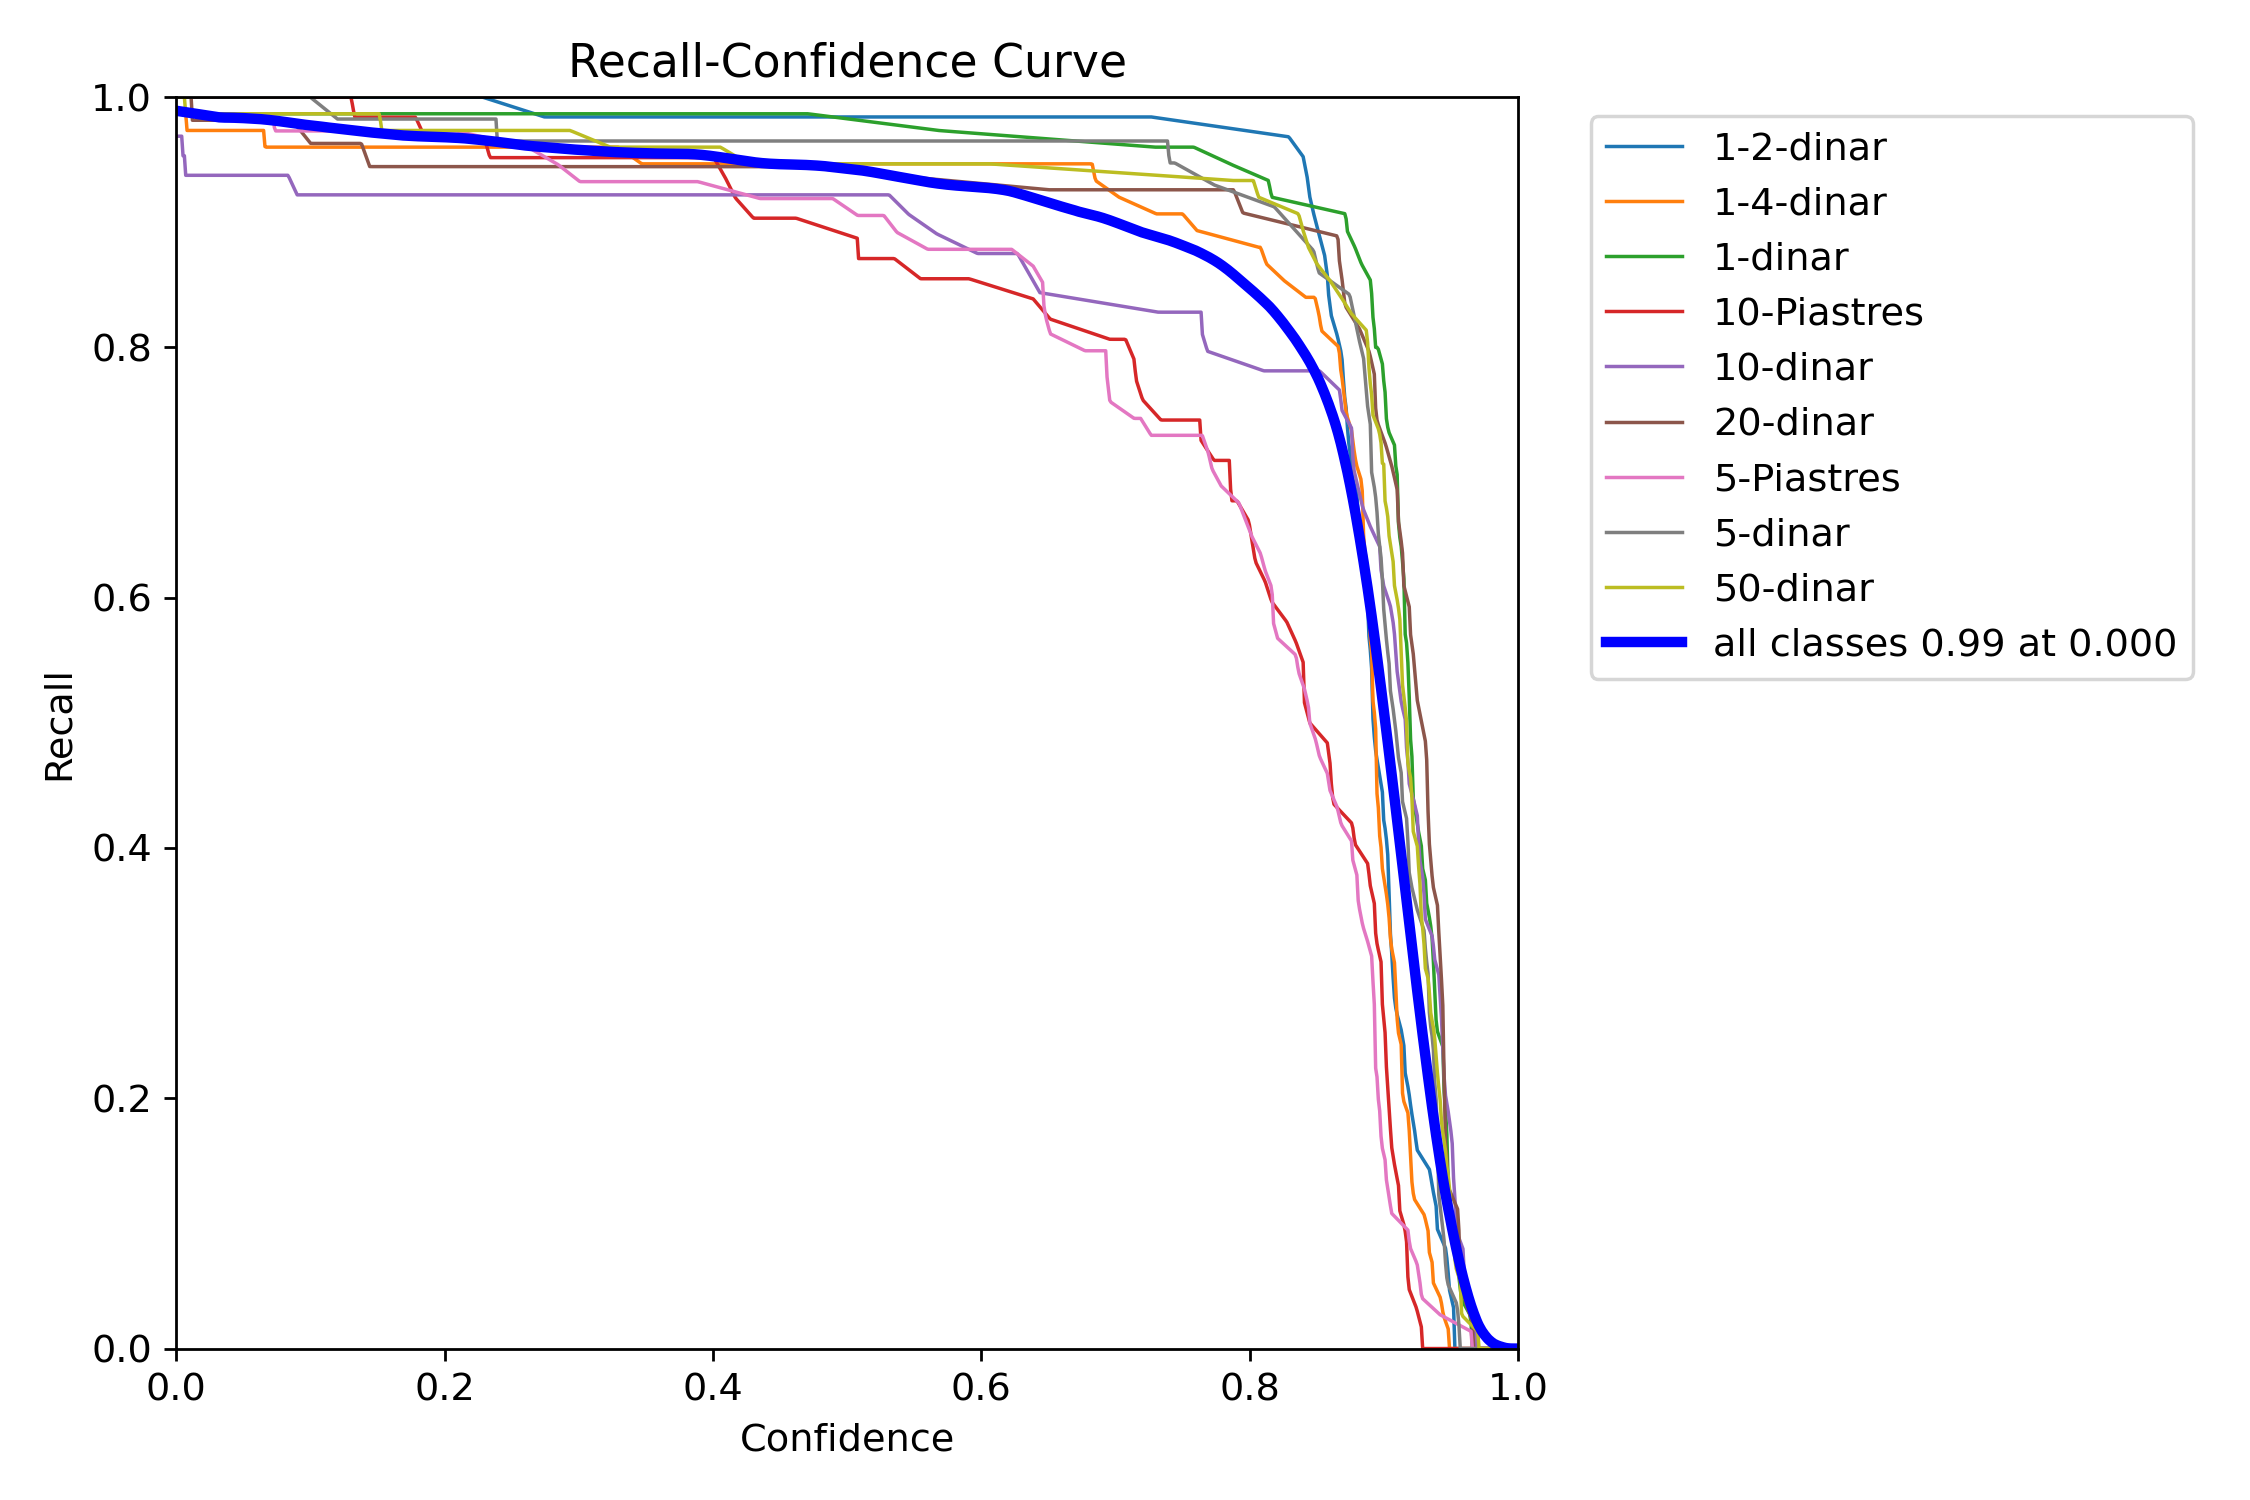 Recall-Confidence Curve
1.0
0.8
0.6
0.4
0.2
0.0
Recall
0.0 0.2 0.4 0.6 0.8 1.0
Confidence
1-2-dinar
1-4-dinar
1-dinar
10-Piastres
10-dinar
20-dinar
5-Piastres
5-dinar
50-dinar
all classes 0.99 at 0.000